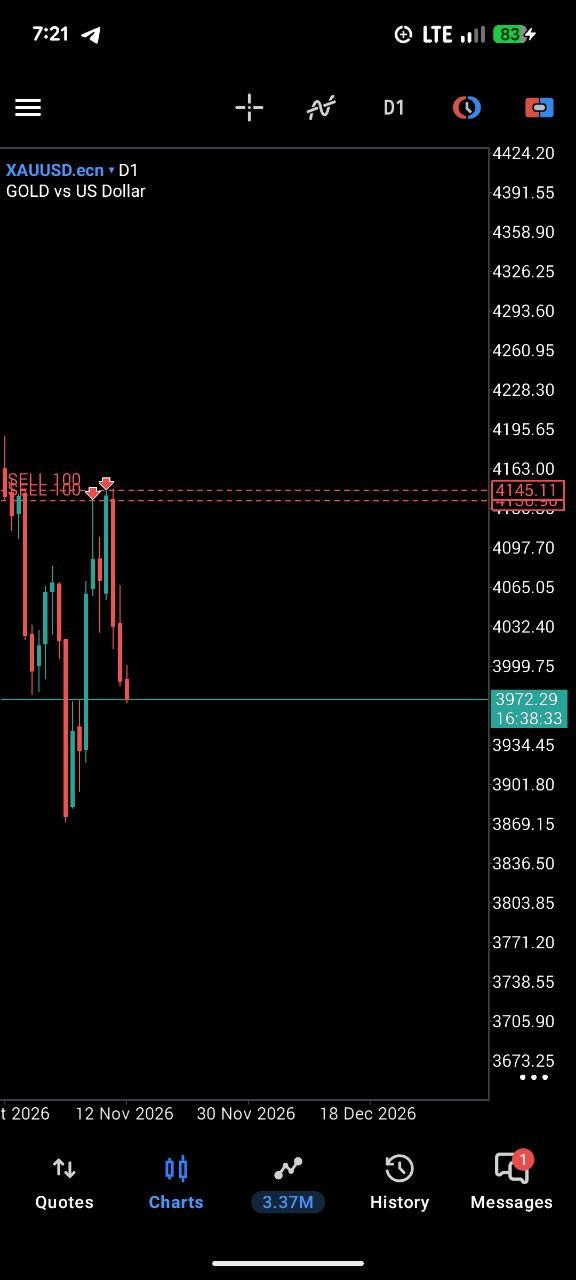 7:21
LTE
83
D1
XAUUSD.ecn ▾ D1
GOLD vs US Dollar
4424.20
4391.55
4358.90
4326.25
4293.60
4260.95
4228.30
4195.65
4163.00
SELL 100
SELL 100
4145.11
4097.70
4065.05
4032.40
3999.75
3972.29
16:38:33
3934.45
3901.80
3869.15
3836.50
3803.85
3771.20
3738.55
3705.90
3673.25
t 2026
12 Nov 2026
30 Nov 2026
18 Dec 2026
1
Quotes
Charts
3.37M
History
Messages